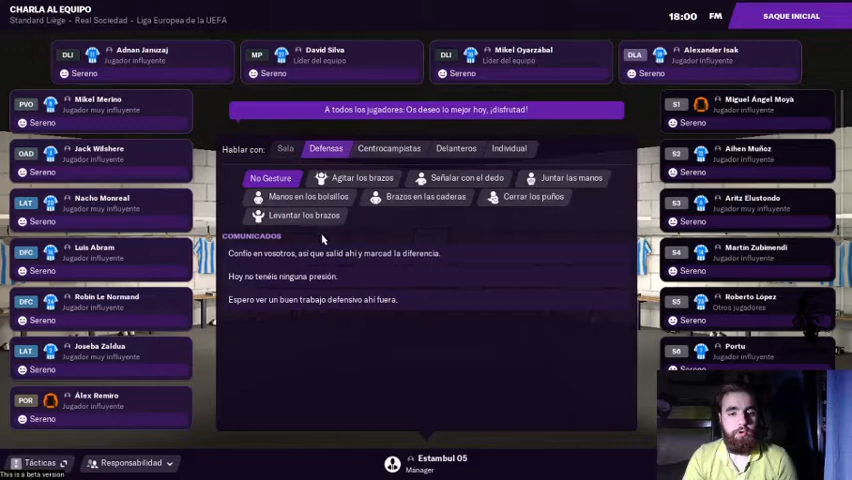 CHARLA AL EQUIPO
Standard Liège - Real Sociedad - Liga Europea de la UEFA
18:00 FM SAQUE INICIAL
DLI Adnan Januzaj
Jugador influyente
Sereno
MP David Silva
Líder del equipo
Sereno
DLI Mikel Oyarzábal
Líder del equipo
Sereno
DLA Alexander Isak
Jugador influyente
Sereno
PVO Mikel Merino
Jugador muy influyente
Sereno
OAD Jack Wilshere
Jugador muy influyente
Sereno
LAT Nacho Monreal
Jugador muy influyente
Sereno
DFC Luis Abram
Jugador influyente
Sereno
DFC Robin Le Normand
Jugador influyente
Sereno
LAT Joseba Zaldua
Jugador muy influyente
Sereno
POR Álex Remiro
Jugador influyente
Sereno
A todos los jugadores: Os deseo lo mejor hoy, ¡disfrutad!
Hablar con: Sala Defensas Centrocampistas Delanteros Individual
No Gesture Agitar los brazos Señalar con el dedo Juntar las manos
Manos en los bolsillos Brazos en las caderas Cerrar los puños
Levantar los brazos
COMUNICADOS
Confío en vosotros, así que salid ahí y marcad la diferencia.
Hoy no tenéis ninguna presión.
Espero ver un buen trabajo defensivo ahí fuera.
S1 Miguel Ángel Moyà
Jugador muy influyente
Sereno
S2 Aihen Muñoz
Jugador influyente
Sereno
S3 Aritz Elustondo
Jugador muy influyente
Sereno
S4 Martín Zubimendi
Jugador influyente
Sereno
S5 Roberto López
Otros jugadores
Sereno
S6 Portu
Jugador muy influyente
Tácticas Responsabilidad
Estambul 05
Mánager
This is a beta version